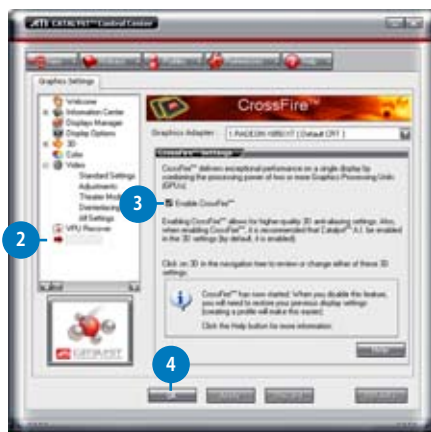 ATI CATALYST™ Control Center
Graphics Settings
Welcome
Information Center
Displays Manager
Display Options
3D
Color
Video
Standard Settings
Adjustments
Theater Mode
Overlapping
All Settings
VPU Recover
CATALYST
CrossFire™
Graphics Adapter:
CrossFire™ Settings
CrossFire™ delivers exceptional performance on a single display by
combining the processing power of two or more Graphics Processing Units
(GPUs)
Enable CrossFire™
Enabling CrossFire™ allows for higher-quality 3D anti-aliasing settings. Also,
when enabling CrossFire™, it is recommended that Catalyst™ A.I. be enabled
in the 3D settings (by default, it is enabled).
Click on 3D in the navigation tree to review or change either of these 3D
settings.
CrossFire™ has now started. When you disable this feature,
you will need to restore your previous display settings
(creating a profile will make this easier).
Click the Help button for more information.
2
3
4
OK